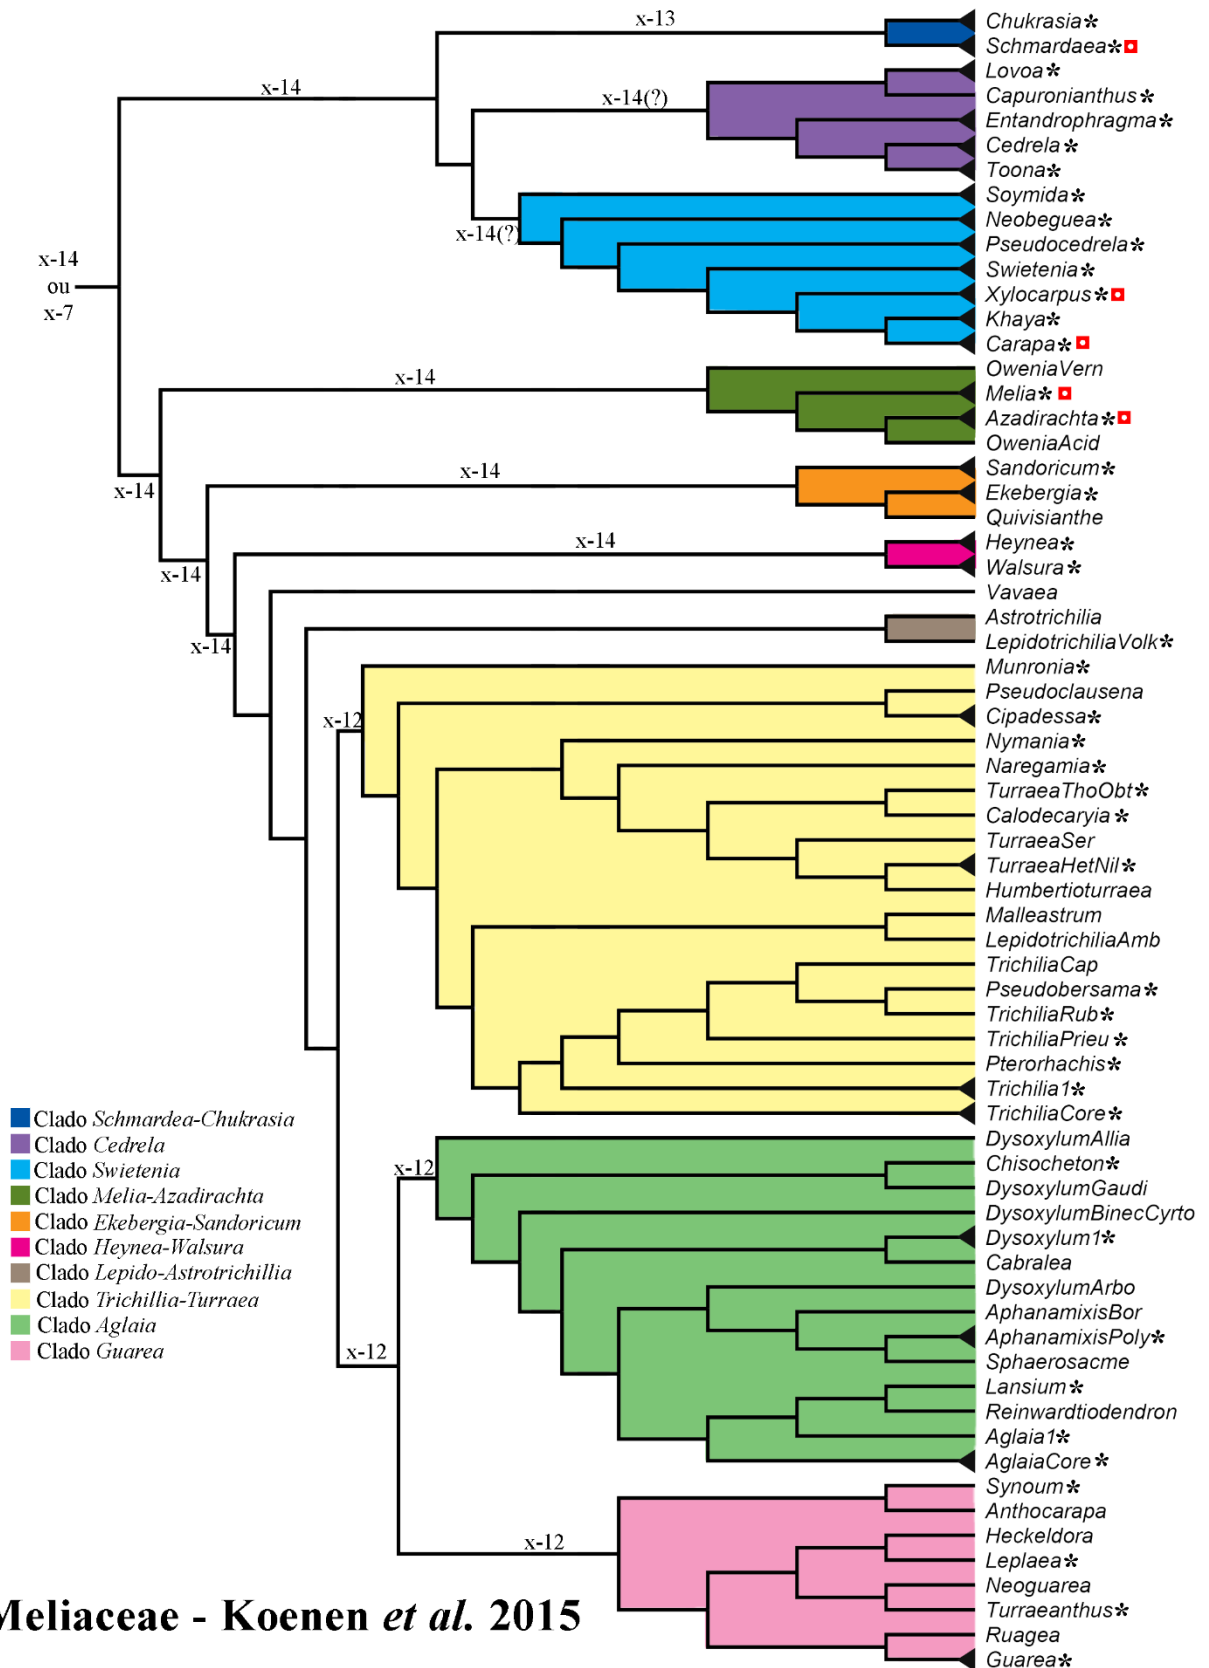 x-13
Chukrasia*
Schmardaea*
x-14
Lovoa*
x-14(?)
Capuronianthus*
Entandrophragma*
Cedrela*
Toona*
Soymida*
Neobeguea*
x-14(?)
Pseudocedrela*
x-14
ou
x-7
Swietenia*
Xylocarpus*
Khaya*
Carapa*
OweniaVern
x-14
Melia*
Azadirachta*
OweniaAcid
x-14
Sandoricum*
x-14
Ekebergia*
Quivisianthe
x-14
Heynea*
x-14
Walsura*
Vavaea
Astrotrichilia
x-14
LepidotrichiliaVolk*
Munronia*
Pseudoclausena
x-12
Cipadessa*
Nymania*
Naregamia*
TurraeaThoObt*
Calodecaryia*
TurraeaSer
TurraeaHetNil*
Humbertioturraea
Malleastrum
LepidotrichiliaAmb
TrichiliaCap
Pseudobersama*
TrichiliaRub*
TrichiliaPrieu*
Pterorhachis*
Trichilia1*
TrichiliaCore*
DysoxylumAllia
x-12
Chisocheton*
DysoxylumGaudi
DysoxylumBinecCyrto
Dysoxylum1*
Cabralea
DysoxylumArbo
AphanamixisBor
AphanamixisPoly*
x-12
Sphaerosacme
Lansium*
Reinwardtiodendron
Aglaia1*
AglaiaCore*
Synoum*
Anthocarapa
x-12
Heckeldora
Leplaea*
Neoguarea
Turraeanthus*
Ruagea
Guarea*
Clado Schmardea-Chukrasia
Clado Cedrela
Clado Swietenia
Clado Melia-Azadirachta
Clado Ekebergia-Sandoricum
Clado Heynea-Walsura
Clado Lepido-Astrotrichillia
Clado Trichillia-Turraea
Clado Aglaia
Clado Guarea
Meliaceae - Koenen et al. 2015